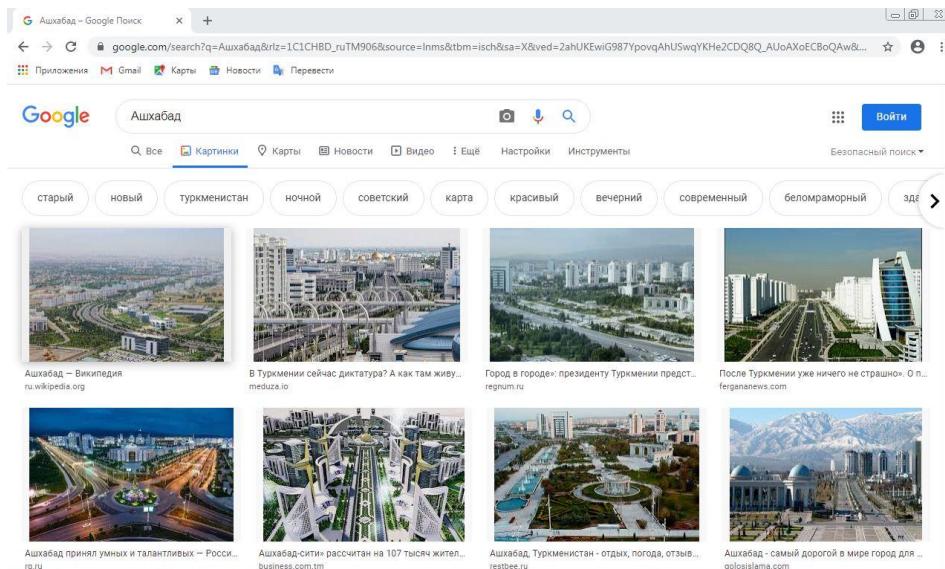 Ашхабад – Google Поиск
google.com/search?q=Ашхабад&rlz=1C1CHBD_ruTM906&source=lnms&tbm=isch&sa=X&ved=2ahUKEwiG987YpovqAhUSwqYKHe2CDQ8Q_AUoAXoECBoQAw&...
Приложения Gmail Карты Новости Перевести
Google Ашхабад Войти
Все Картинки Карты Новости Видео Ещё Настройки Инструменты Безопасный поиск
старый новый туркменистан ночной советский карта красивый вечерний современный беломраморный зда
Ашхабад — Википедия В Туркмении сейчас диктатура? А как там живу... Город в городе»: президенту Туркмении предст... После Туркмении уже ничего не страшно». О п...
ru.wikipedia.org meduza.io regnum.ru fergananews.com
Ашхабад принял умных и талантливых — Росси... Ашхабад-сити» рассчитан на 107 тысяч жител... Ашхабад, Туркменистан - отдых, погода, отзыв... Ашхабад - самый дорогой в мире город для ...
rg.ru business.com.tm restbee.ru golosislama.com